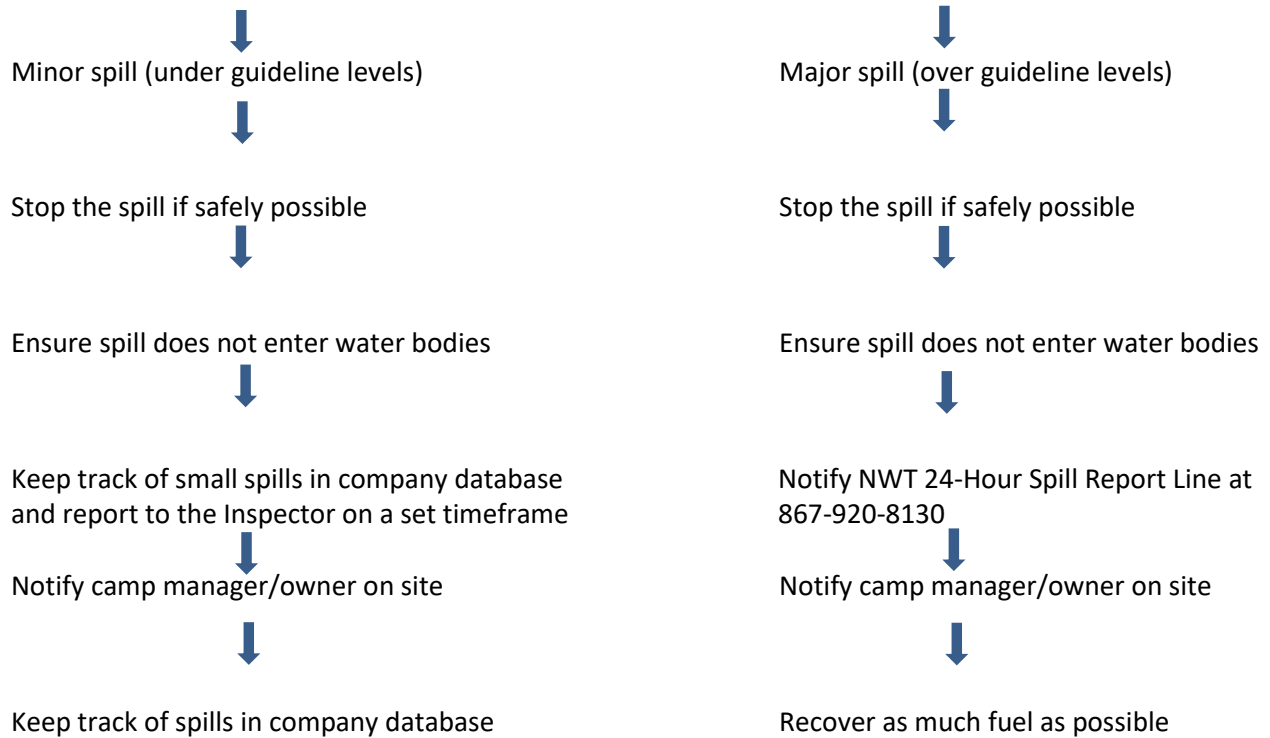 Minor spill (under guideline levels)
Major spill (over guideline levels)
Stop the spill if safely possible
Stop the spill if safely possible
Ensure spill does not enter water bodies
Ensure spill does not enter water bodies
Keep track of small spills in company database
and report to the Inspector on a set timeframe
Notify NWT 24-Hour Spill Report Line at
867-920-8130
Notify camp manager/owner on site
Notify camp manager/owner on site
Keep track of spills in company database
Recover as much fuel as possible